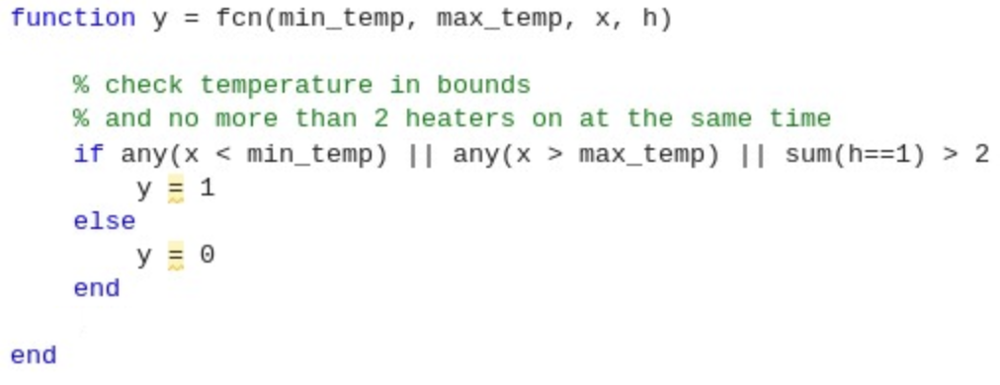 function y = fcn(min_temp, max_temp, x, h)
% check temperature in bounds
% and no more than 2 heaters on at the same time
if any(x < min_temp) || any(x > max_temp) || sum(h==1) > 2
y = 1
else
y = 0
end
end